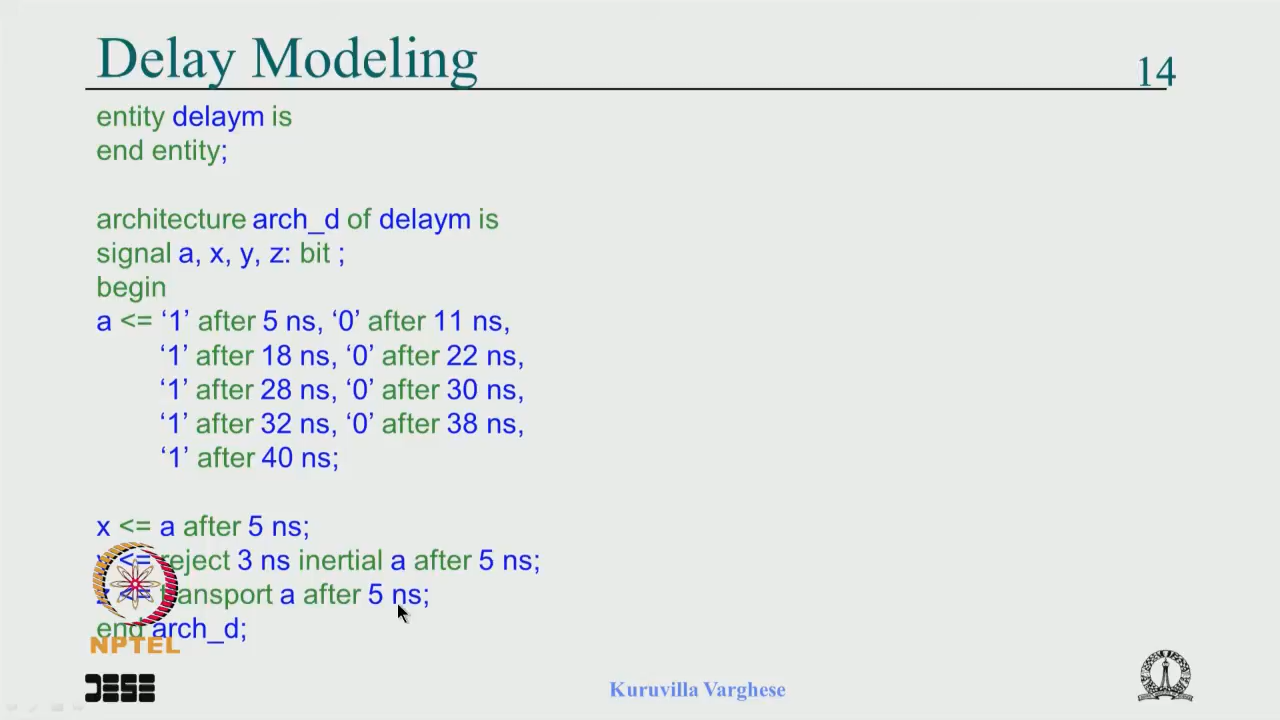 Delay Modeling
14
entity delaym is
end entity;
architecture arch_d of delaym is
signal a, x, y, z: bit ;
begin
a <= ‘1’ after 5 ns, ‘0’ after 11 ns,
‘1’ after 18 ns, ‘0’ after 22 ns,
‘1’ after 28 ns, ‘0’ after 30 ns,
‘1’ after 32 ns, ‘0’ after 38 ns,
‘1’ after 40 ns;
x <= a after 5 ns;
y <= reject 3 ns inertial a after 5 ns;
z <= transport a after 5 ns;
end arch_d;
NPTEL
DESE
Kuruvilla Varghese